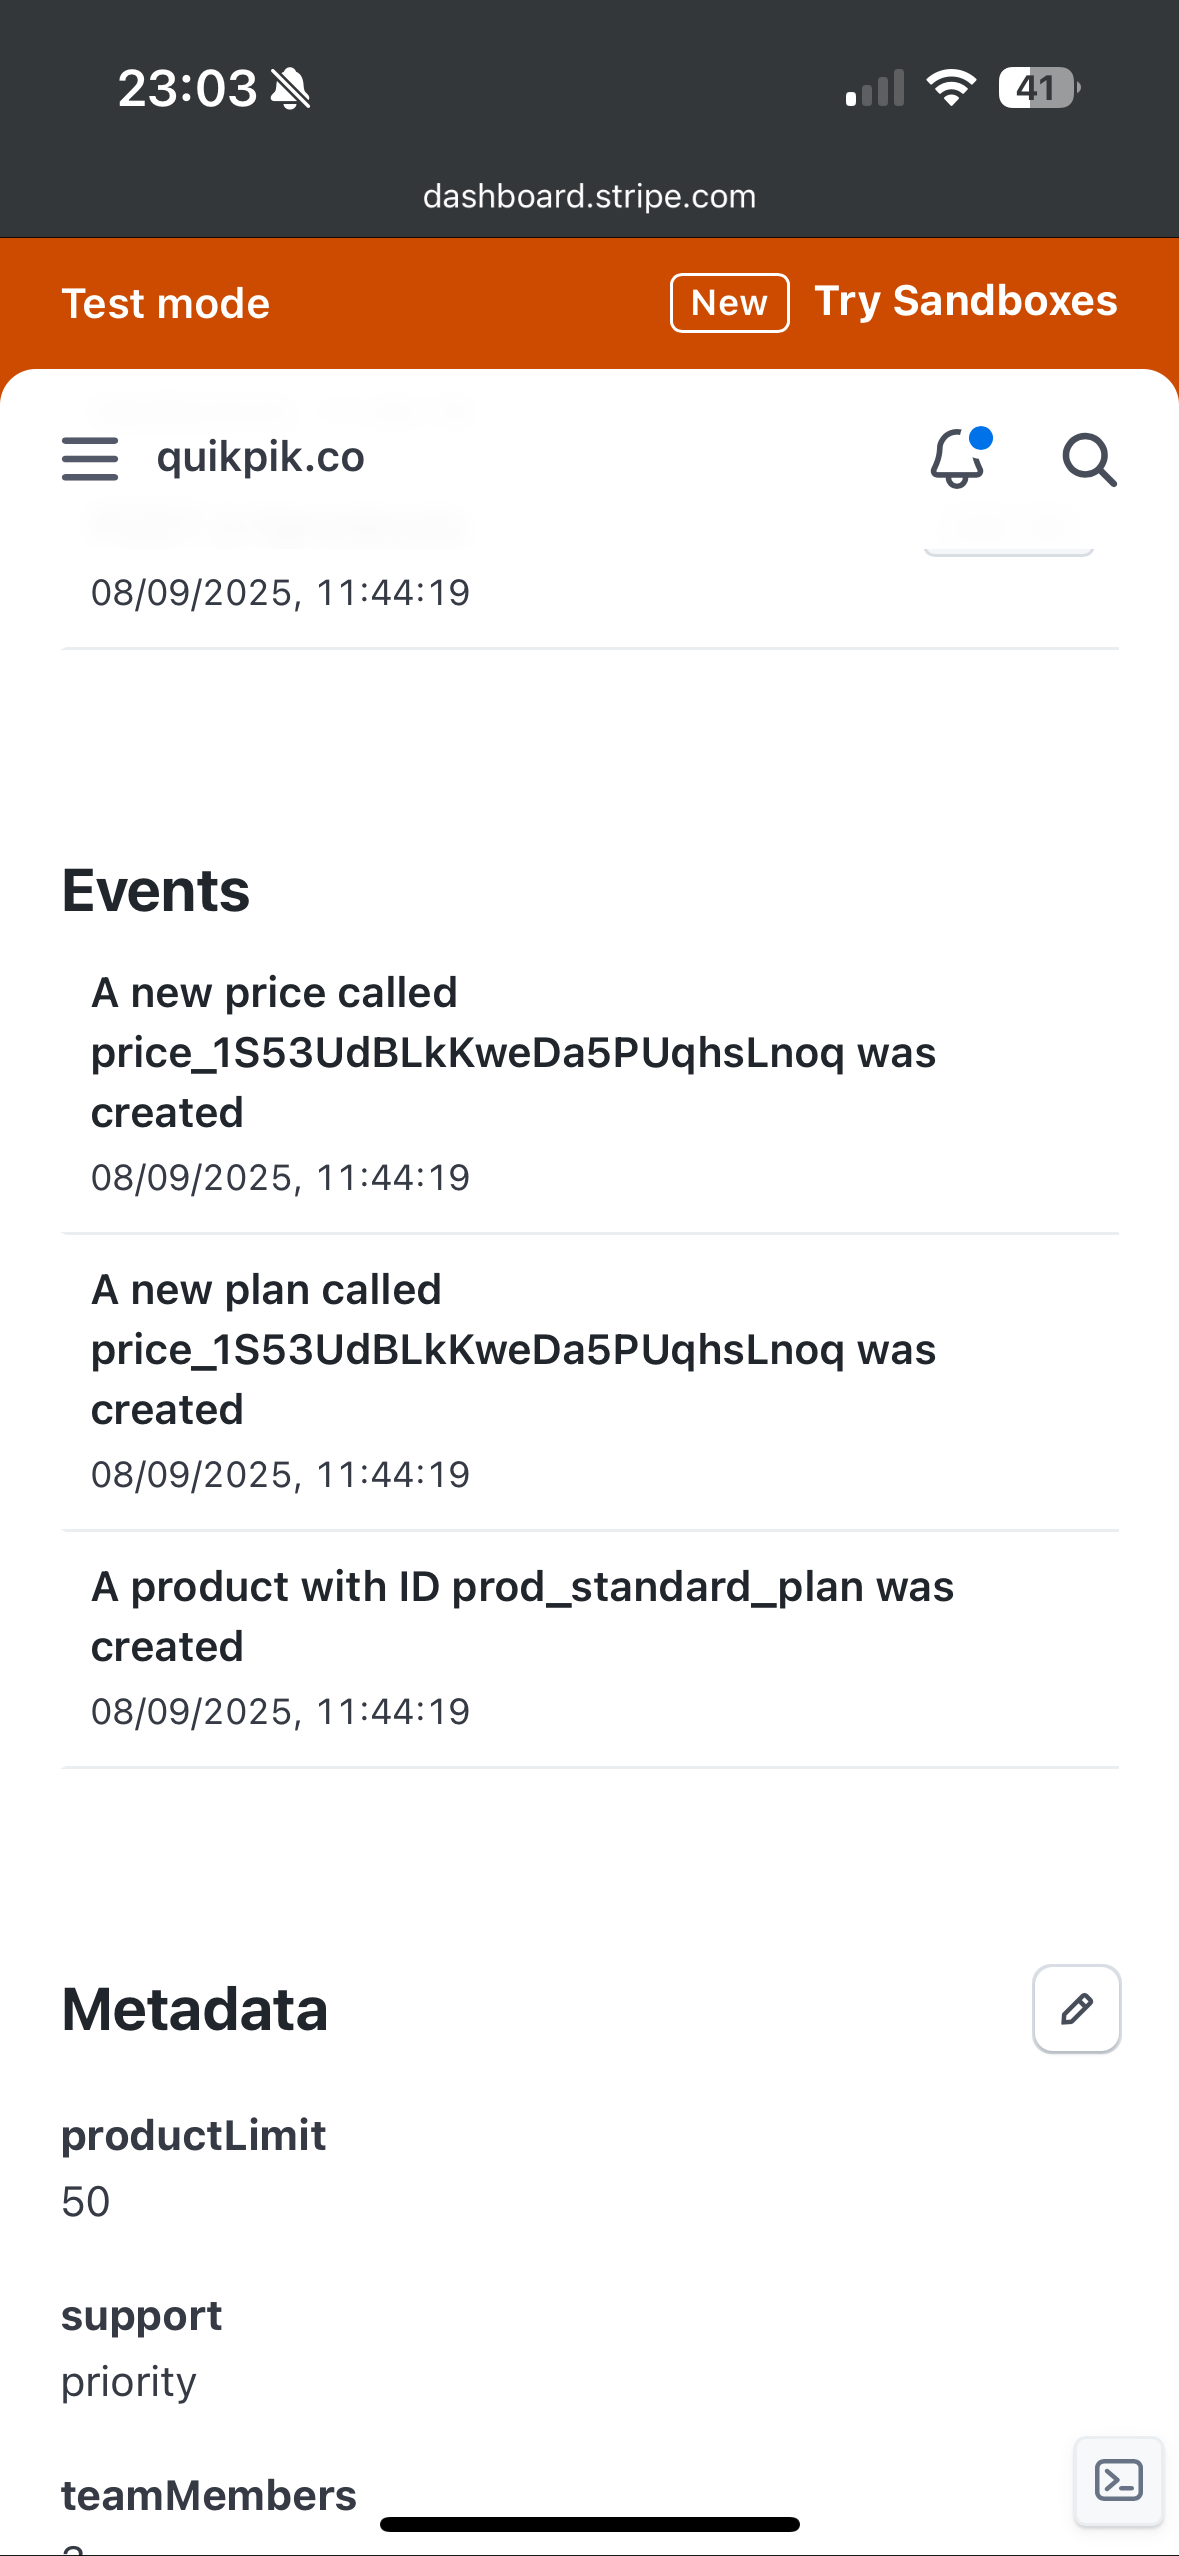 23:03
41
dashboard.stripe.com
Test mode
New
Try Sandboxes
quikpik.co
08/09/2025, 11:44:19
Events
A new price called
price_1S53UdBLkKweDa5PUqhsLnoq was
created
08/09/2025, 11:44:19
A new plan called
price_1S53UdBLkKweDa5PUqhsLnoq was
created
08/09/2025, 11:44:19
A product with ID prod_standard_plan was
created
08/09/2025, 11:44:19
Metadata
productLimit
50
support
priority
teamMembers